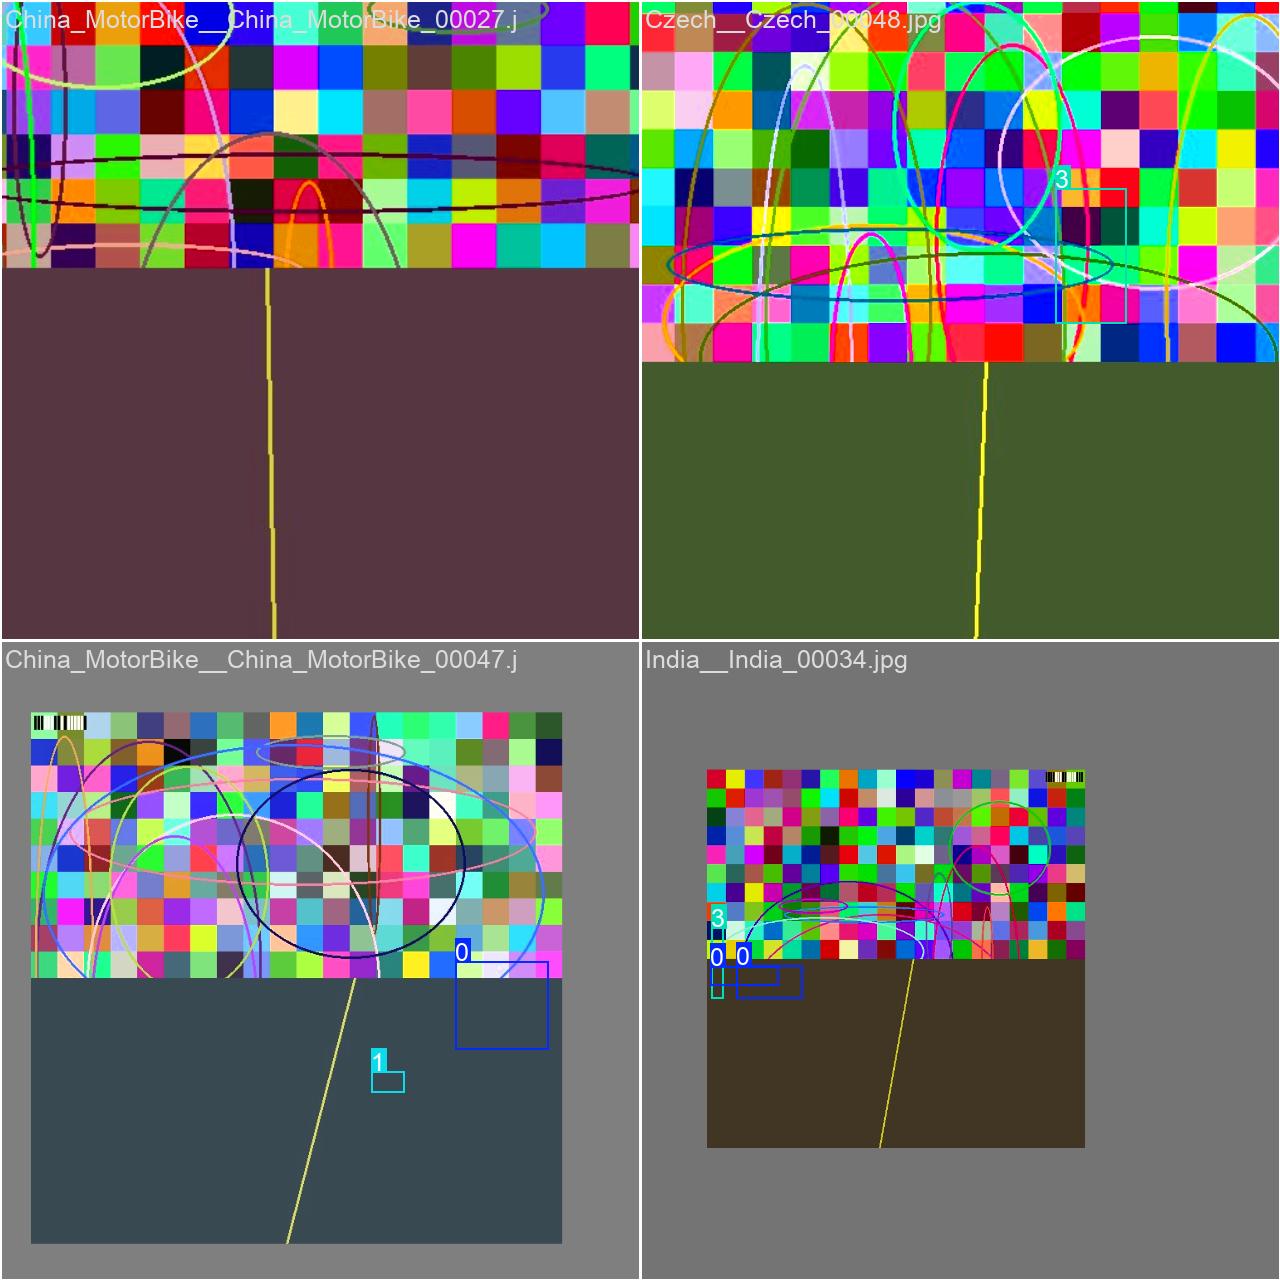 China_MotorBike__China_MotorBike_00027.j
Czech__Czech_00048.jpg
3
China_MotorBike__China_MotorBike_00047.j
0
1
India__India_00034.jpg
3
0 0